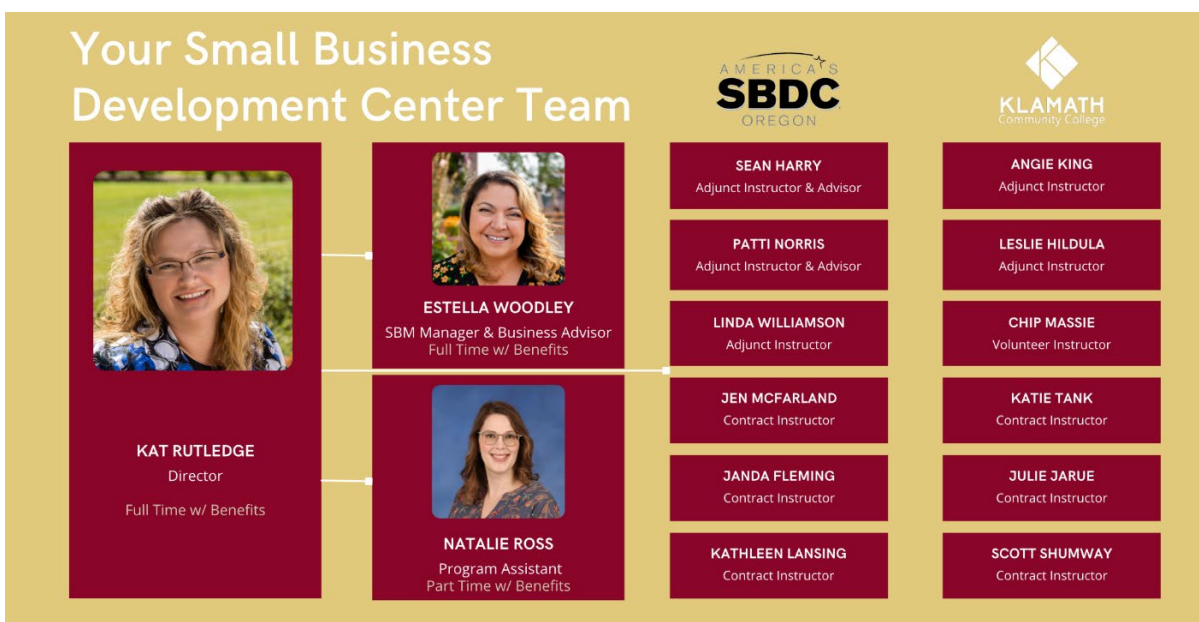 Your Small Business
Development Center Team
AMERICA'S
SBDC
OREGON
KLAMATH
Community College
KAT RUTLEDGE
Director
Full Time w/ Benefits
ESTELLA WOODLEY
SBM Manager & Business Advisor
Full Time w/ Benefits
NATALIE ROSS
Program Assistant
Part Time w/ Benefits
SEAN HARRY
Adjunct Instructor & Advisor
PATTI NORRIS
Adjunct Instructor & Advisor
LINDA WILLIAMSON
Adjunct Instructor
JEN MCFARLAND
Contract Instructor
JANDA FLEMING
Contract Instructor
KATHLEEN LANSING
Contract Instructor
ANGIE KING
Adjunct Instructor
LESLIE HILDULA
Adjunct Instructor
CHIP MASSIE
Volunteer Instructor
KATIE TANK
Contract Instructor
JULIE JARUE
Contract Instructor
SCOTT SHUMWAY
Contract Instructor